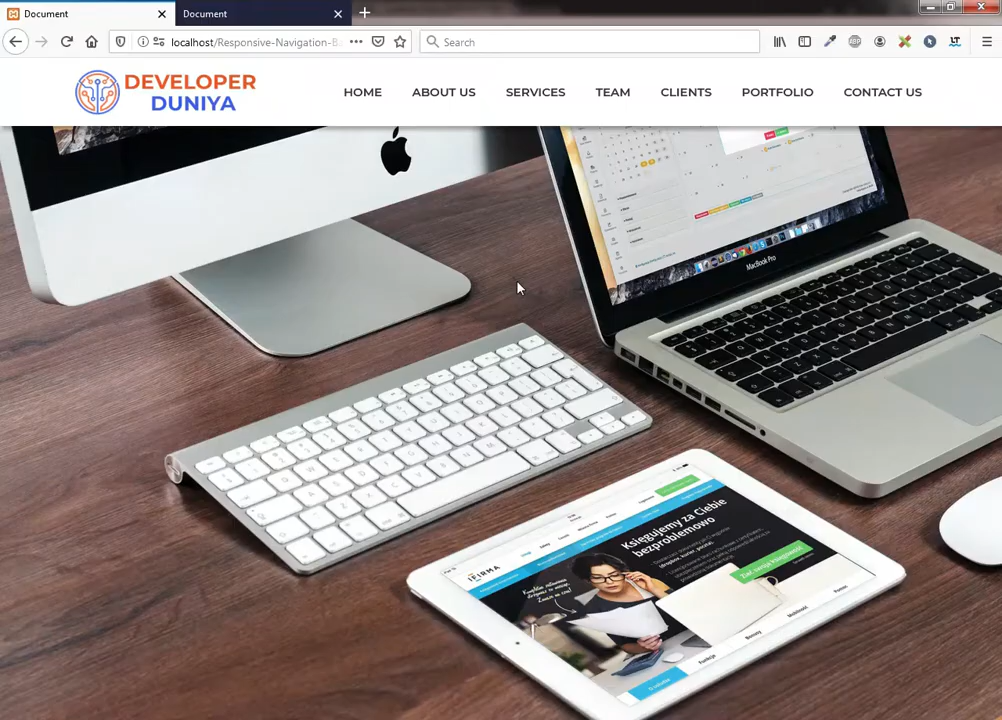 Document
Document
localhost/Responsive-Navigation-B
Search
DEVELOPER
DUNIYA
HOME
ABOUT US
SERVICES
TEAM
CLIENTS
PORTFOLIO
CONTACT US
MacBook Pro
Księgujemy za Ciebie
bezproblemowo
IFIRMA